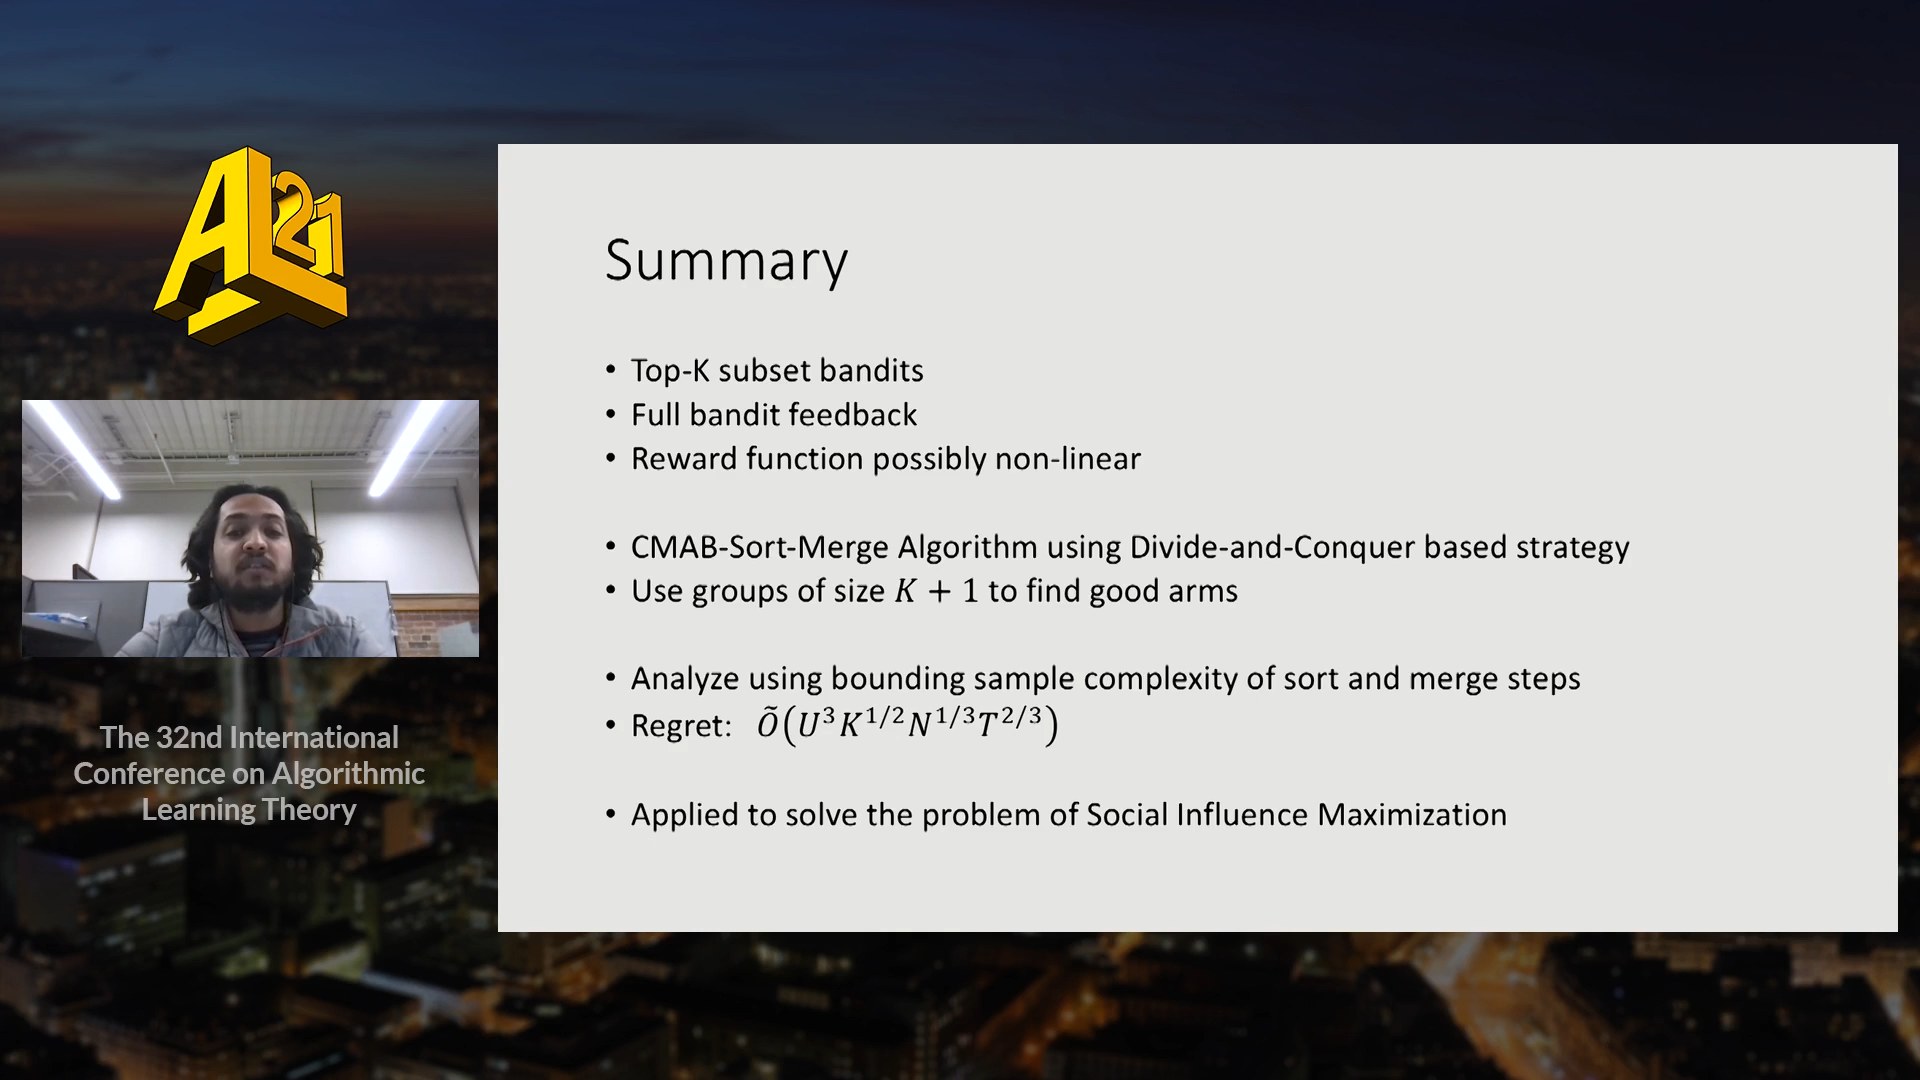 ALT 21
The 32nd International
Conference on Algorithmic
Learning Theory
Summary
• Top-K subset bandits
• Full bandit feedback
• Reward function possibly non-linear
• CMAB-Sort-Merge Algorithm using Divide-and-Conquer based strategy
• Use groups of size K + 1 to find good arms
• Analyze using bounding sample complexity of sort and merge steps
• Regret: Õ(U³K^{1/2}N^{1/3}T^{2/3})
• Applied to solve the problem of Social Influence Maximization